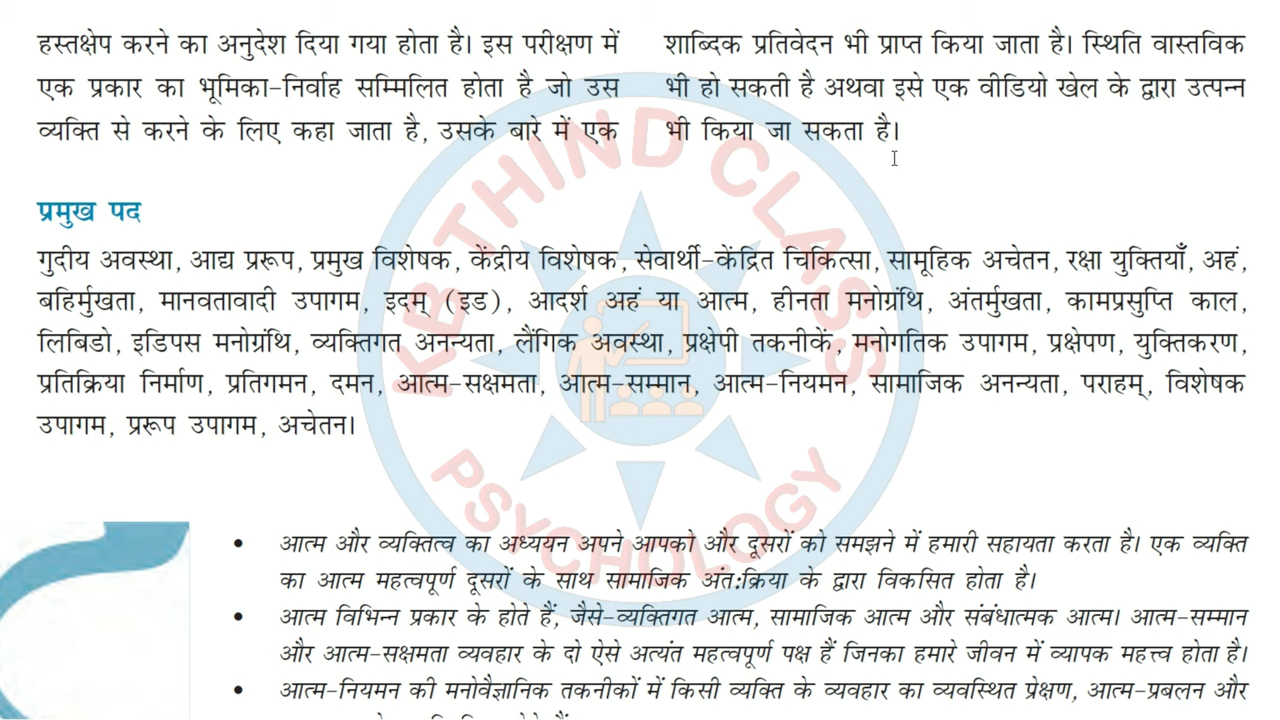 हस्तक्षेप करने का अनुदेश दिया गया होता है। इस परीक्षण में
एक प्रकार का भूमिका-निर्वाह सम्मिलित होता है जो उस
व्यक्ति से करने के लिए कहा जाता है, उसके बारे में एक
शाब्दिक प्रतिवेदन भी प्राप्त किया जाता है। स्थिति वास्तविक
भी हो सकती है अथवा इसे एक वीडियो खेल के द्वारा उत्पन्न
भी किया जा सकता है।
प्रमुख पद
गुदीय अवस्था, आद्य प्ररूप, प्रमुख विशेषक, केंद्रीय विशेषक, सेवार्थी-केंद्रित चिकित्सा, सामूहिक अचेतन, रक्षा युक्तियाँ, अहं,
बहिर्मुखता, मानवतावादी उपागम, इदम् (इड), आदर्श अहं या आत्म, हीनता मनोग्रंथि, अंतर्मुखता, कामप्रसुप्ति काल,
लिबिडो, इडिपस मनोग्रंथि, व्यक्तिगत अनन्यता, लैंगिक अवस्था, प्रक्षेपी तकनीकें, मनोगतिक उपागम, प्रक्षेपण, युक्तिकरण,
प्रतिक्रिया निर्माण, प्रतिगमन, दमन, आत्म-सक्षमता, आत्म-सम्मान, आत्म-नियमन, सामाजिक अनन्यता, पराहम्, विशेषक
उपागम, प्ररूप उपागम, अचेतन।
• आत्म और व्यक्तित्व का अध्ययन अपने आपको और दूसरों को समझने में हमारी सहायता करता है। एक व्यक्ति
का आत्म महत्वपूर्ण दूसरों के साथ सामाजिक अंत:क्रिया के द्वारा विकसित होता है।
• आत्म विभिन्न प्रकार के होते हैं, जैसे-व्यक्तिगत आत्म, सामाजिक आत्म और संबंधात्मक आत्म। आत्म-सम्मान
और आत्म-सक्षमता व्यवहार के दो ऐसे अत्यंत महत्वपूर्ण पक्ष हैं जिनका हमारे जीवन में व्यापक महत्त्व होता है।
• आत्म-नियमन की मनोवैज्ञानिक तकनीकों में किसी व्यक्ति के व्यवहार का व्यवस्थित प्रेक्षण, आत्म-प्रबलन और
KB THIND CLASSES
PSYCHOLOGY